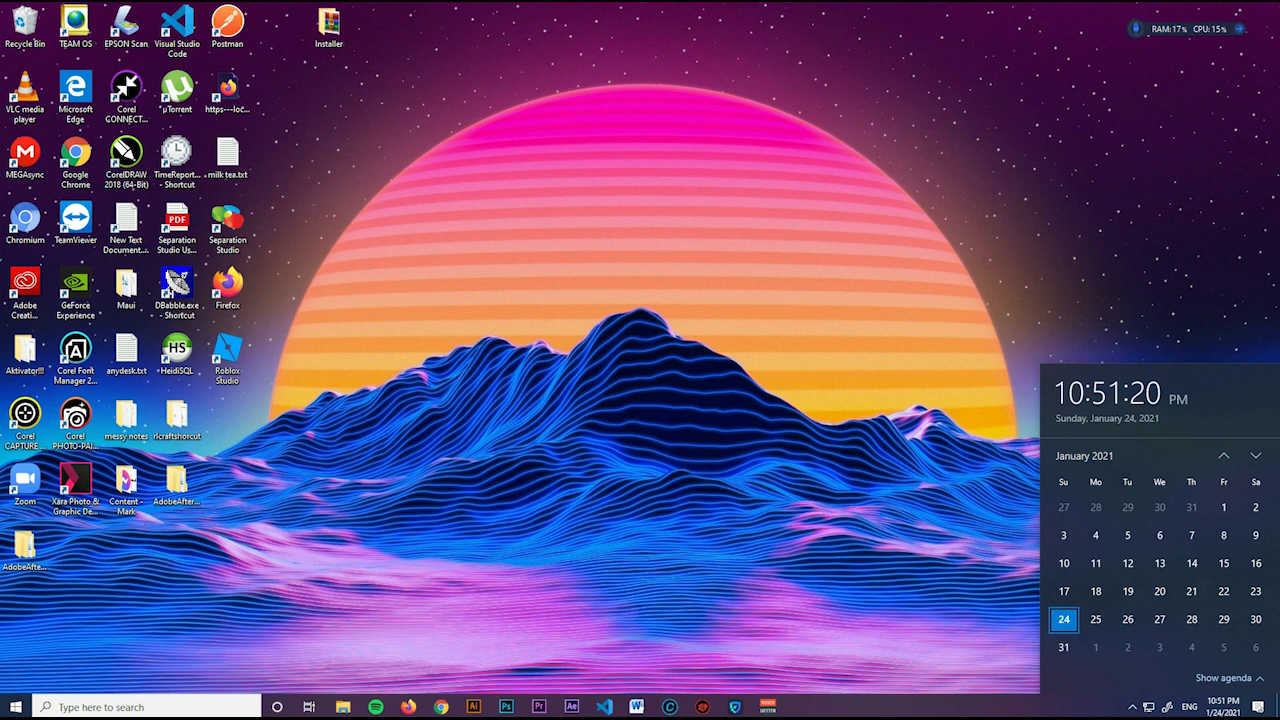 Recycle Bin
TEAM OS
EPSON Scan
Visual Studio
Code
Postman
Installer
RAM:17% CPU:15%
VLC media
player
Microsoft
Edge
Corel
CONNECT...
µTorrent
https---loc...
MEGAsync
Google
Chrome
CorelDRAW
2018 (64-Bit)
TimeReport...
- Shortcut
milk tea.txt
Chromium
TeamViewer
New Text
Document...
PDF
Separation
Studio Us...
Separation
Studio
Adobe
Creati...
GeForce
Experience
Maui
DBabble.exe
- Shortcut
Firefox
Aktivator!!!
Corel Font
Manager 2...
anydesk.txt
HS
HeidiSQL
Roblox
Studio
Corel
CAPTURE...
Corel
PHOTO-PAI...
messy notes
rlcraftshorcut
Zoom
Xara Photo &
Graphic De...
Content -
Mark
AdobeAfter...
AdobeAfte...
10:51:20 PM
Sunday, January 24, 2021
January 2021
Su Mo Tu We Th Fr Sa
27 28 29 30 31 1 2
3 4 5 6 7 8 9
10 11 12 13 14 15 16
17 18 19 20 21 22 23
24 25 26 27 28 29 30
31 1 2 3 4 5 6
Show agenda
Type here to search
Ai Ps Pr Ae W
ENG
10:51 PM
1/24/2021